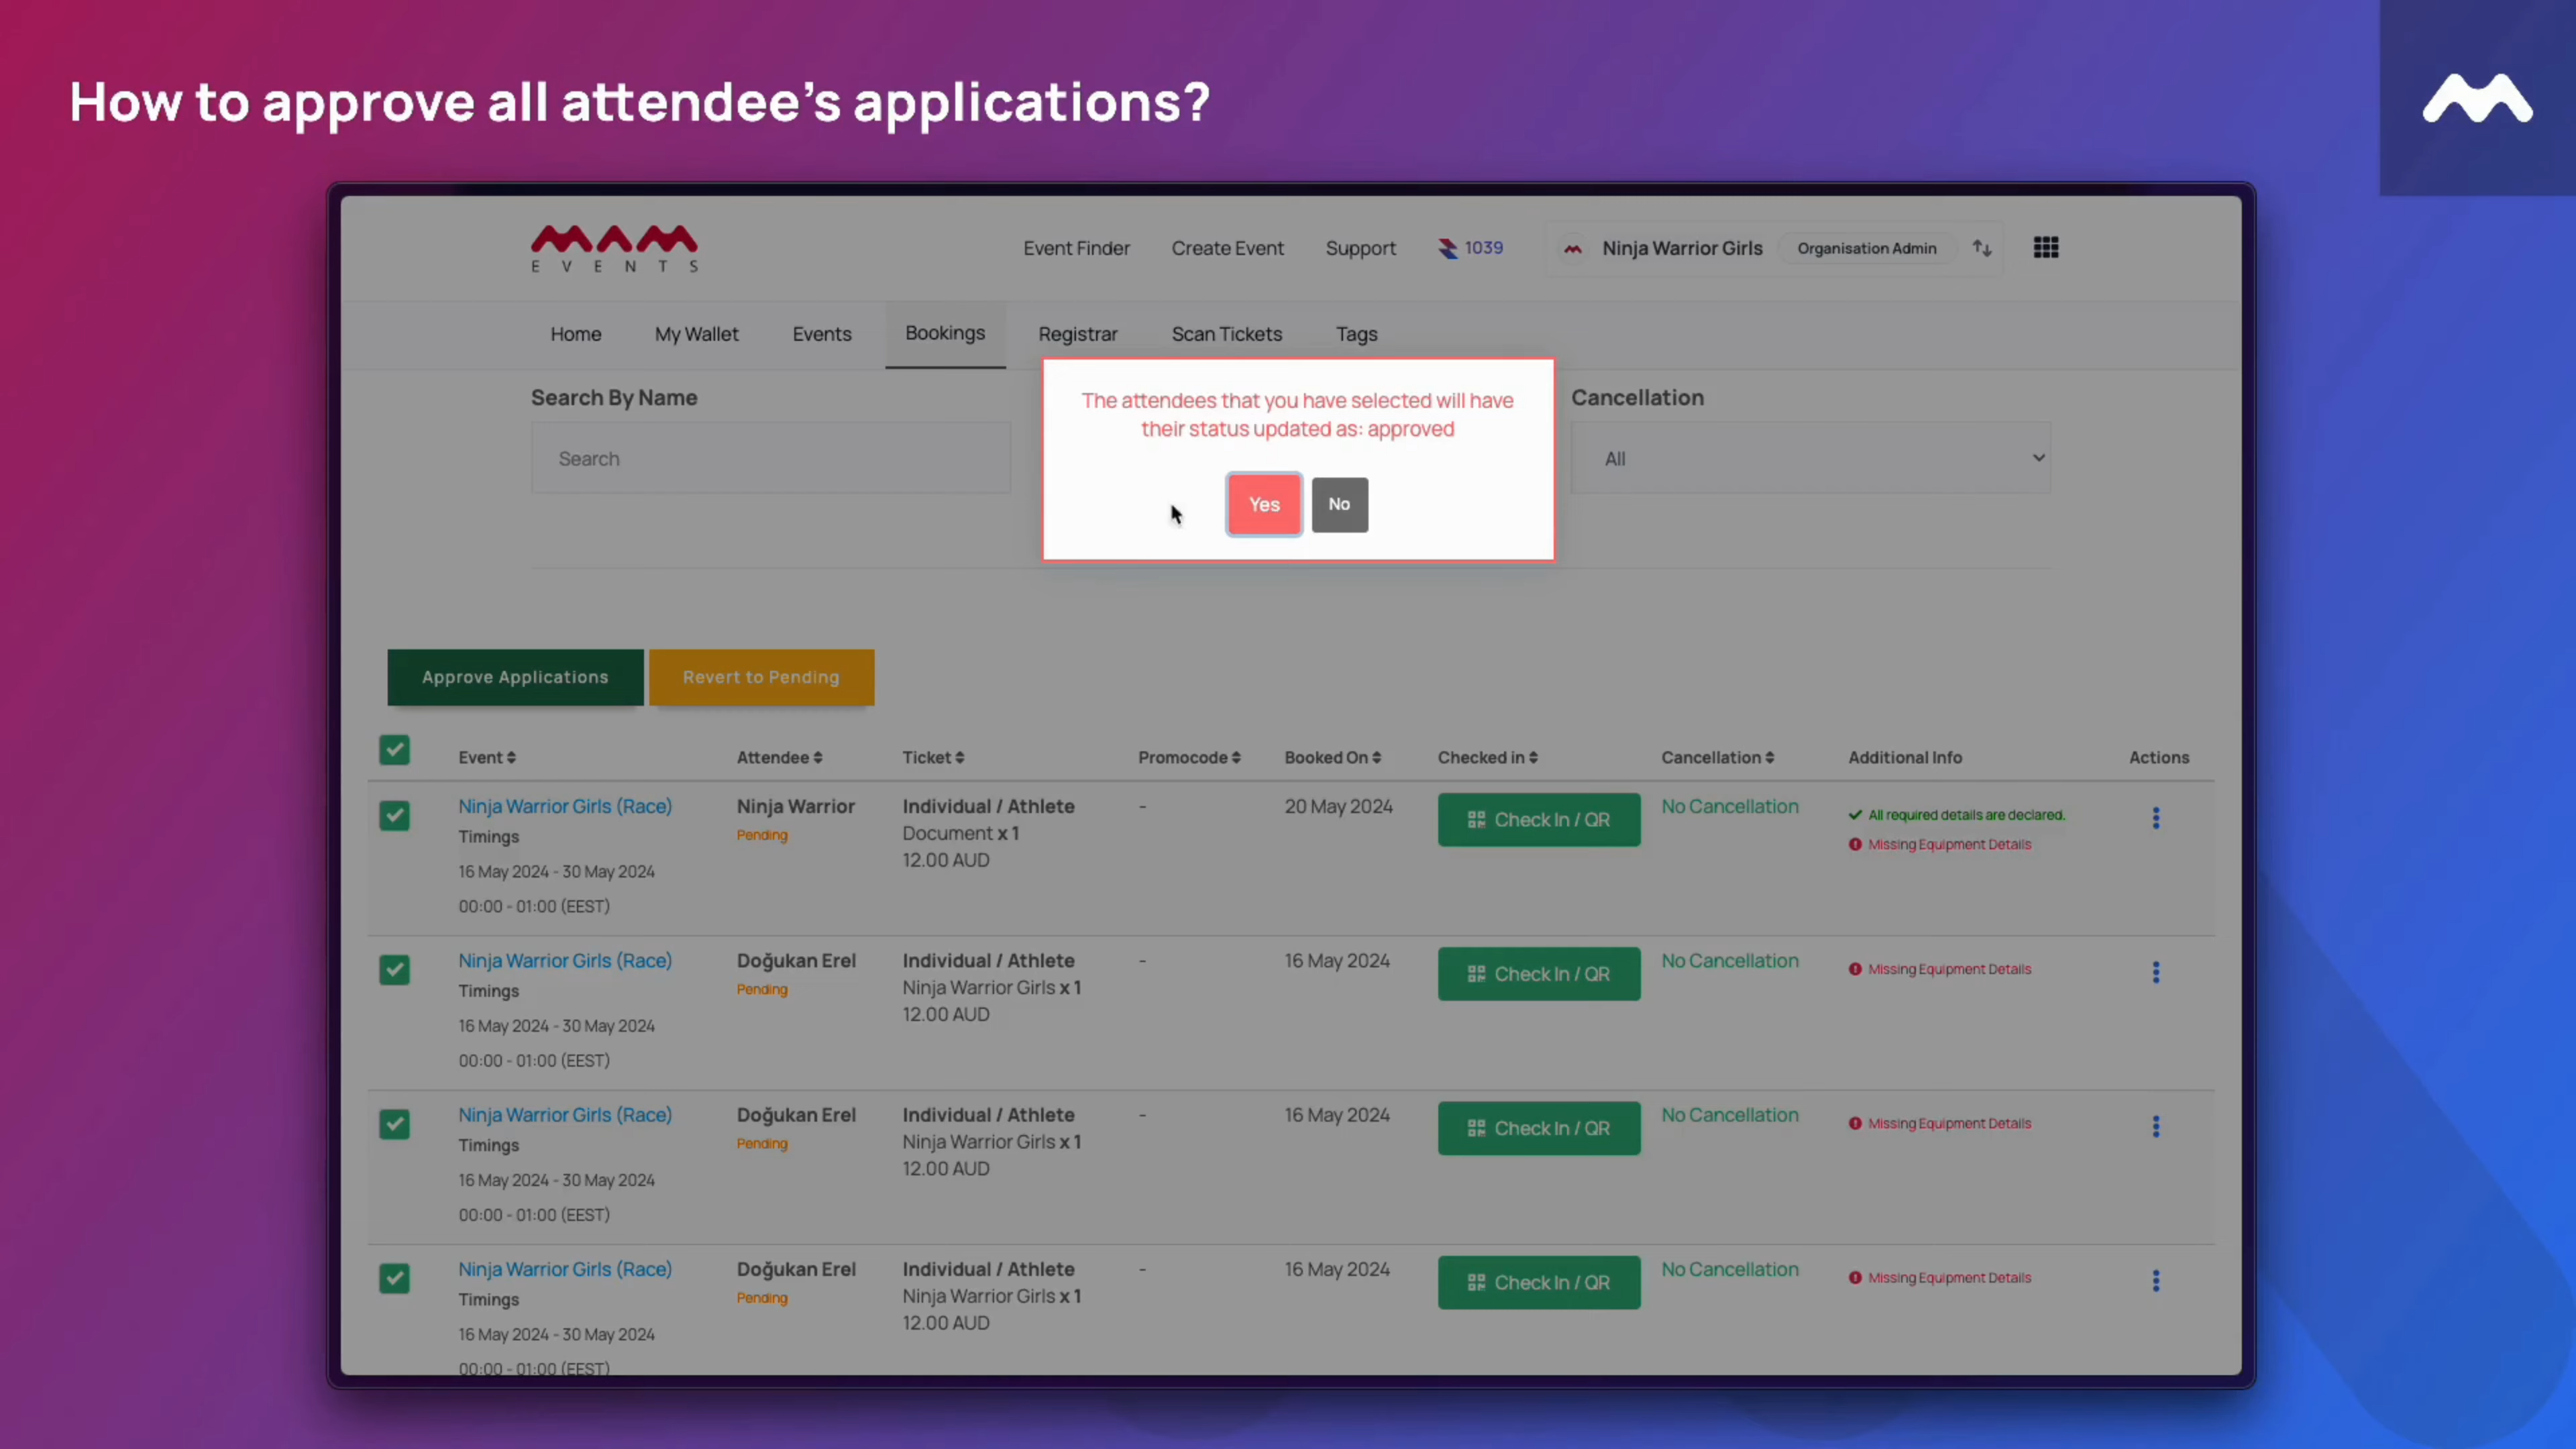 How to approve all attendee's applications?
MAM
EVENTS
Event Finder
Create Event
Support
1039
Ninja Warrior Girls
Organisation Admin
Home
My Wallet
Events
Bookings
Registrar
Scan Tickets
Tags
Search By Name
Search
The attendees that you have selected will have
their status updated as: approved
Yes
No
Cancellation
All
Approve Applications
Revert to Pending
Event
Attendee
Ticket
Promocode
Booked On
Checked in
Cancellation
Additional Info
Actions
Ninja Warrior Girls (Race)
Timings
16 May 2024 - 30 May 2024
00:00 - 01:00 (EEST)
Ninja Warrior
Pending
Individual / Athlete
Document x 1
12.00 AUD
-
20 May 2024
Check In / QR
No Cancellation
All required details are declared.
Missing Equipment Details
Ninja Warrior Girls (Race)
Timings
16 May 2024 - 30 May 2024
00:00 - 01:00 (EEST)
Doğukan Erel
Pending
Individual / Athlete
Ninja Warrior Girls x 1
12.00 AUD
-
16 May 2024
Check In / QR
No Cancellation
Missing Equipment Details
Ninja Warrior Girls (Race)
Timings
16 May 2024 - 30 May 2024
00:00 - 01:00 (EEST)
Doğukan Erel
Pending
Individual / Athlete
Ninja Warrior Girls x 1
12.00 AUD
-
16 May 2024
Check In / QR
No Cancellation
Missing Equipment Details
Ninja Warrior Girls (Race)
Timings
16 May 2024 - 30 May 2024
00:00 - 01:00 (EEST)
Doğukan Erel
Pending
Individual / Athlete
Ninja Warrior Girls x 1
12.00 AUD
-
16 May 2024
Check In / QR
No Cancellation
Missing Equipment Details